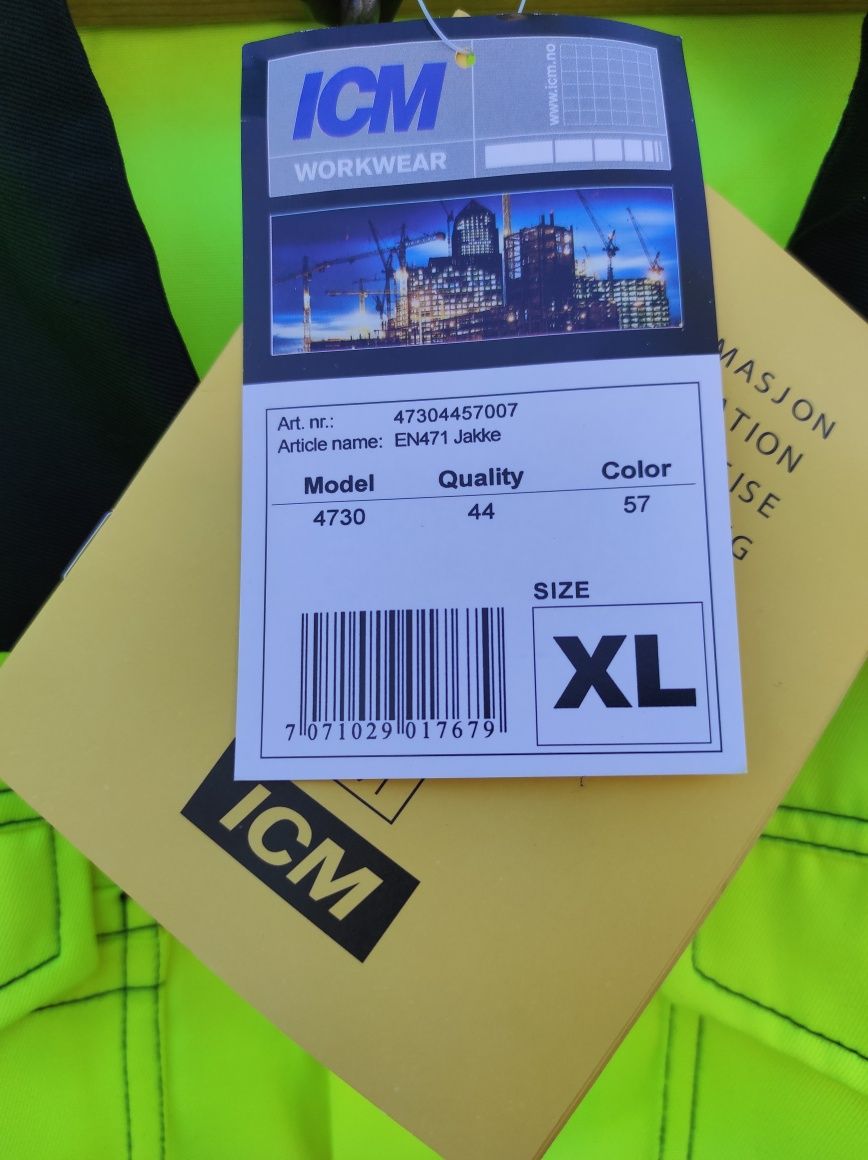 ICM
WORKWEAR
www.icm.no
Art. nr.: 47304457007
Article name: EN471 Jakke
Model Quality Color
4730 44 57
SIZE
XL
7 071029 017679
MASJON
TION
ISE
G
ICM